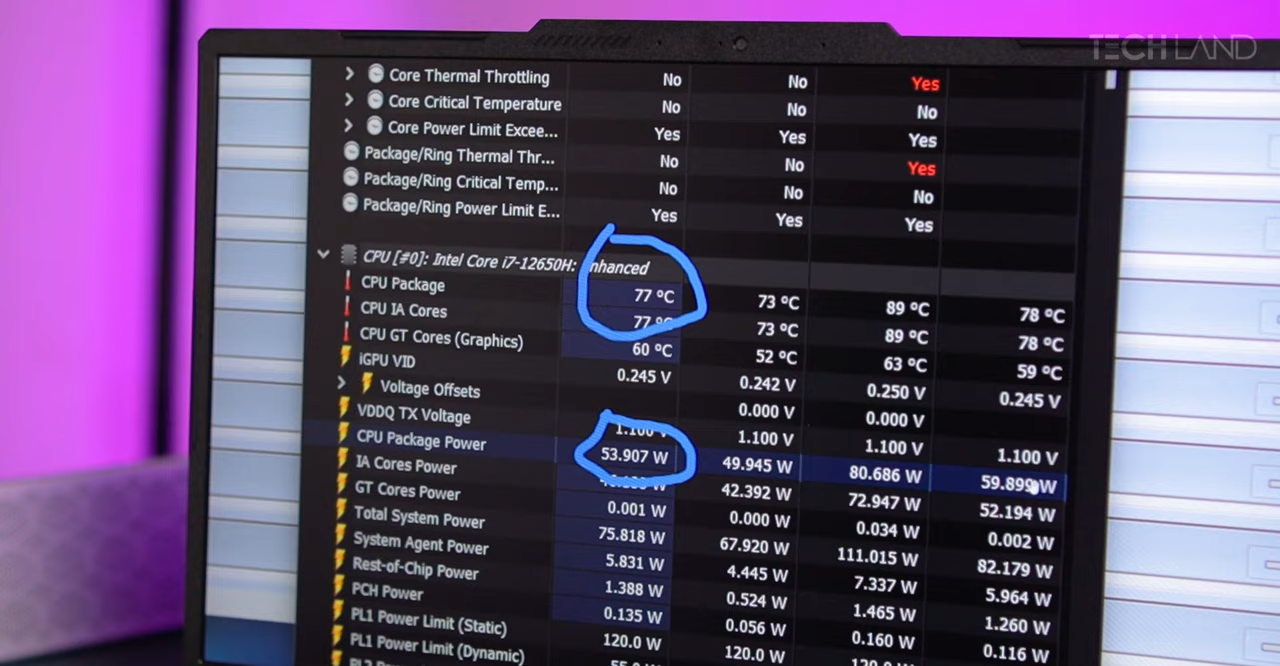 TECHLAND
Core Thermal Throttling No No Yes
Core Critical Temperature No No No
Core Power Limit Excee... Yes Yes Yes
Package/Ring Thermal Thr... No No Yes
Package/Ring Critical Temp... No No No
Package/Ring Power Limit E... Yes Yes Yes
CPU [#0]: Intel Core i7-12650H: Enhanced
CPU Package 77 °C 73 °C 89 °C 78 °C
CPU IA Cores 77 °C 73 °C 89 °C 78 °C
CPU GT Cores (Graphics) 60 °C 52 °C 63 °C 59 °C
iGPU VID 0.245 V 0.242 V 0.250 V 0.245 V
Voltage Offsets 0.000 V 0.000 V
VDDQ TX Voltage 1.100 V 1.100 V 1.100 V 1.100 V
CPU Package Power 53.907 W 49.945 W 80.686 W 59.899 W
IA Cores Power 42.392 W 72.947 W 52.194 W
GT Cores Power 0.001 W 0.000 W 0.034 W 0.002 W
Total System Power 75.818 W 67.920 W 111.015 W 82.179 W
System Agent Power 5.831 W 4.445 W 7.337 W 5.964 W
Rest-of-Chip Power 1.388 W 0.524 W 1.465 W 1.260 W
PCH Power 0.135 W 0.056 W 0.160 W 0.116 W
PL1 Power Limit (Static) 120.0 W 120.0 W 120.0 W
PL1 Power Limit (Dynamic)